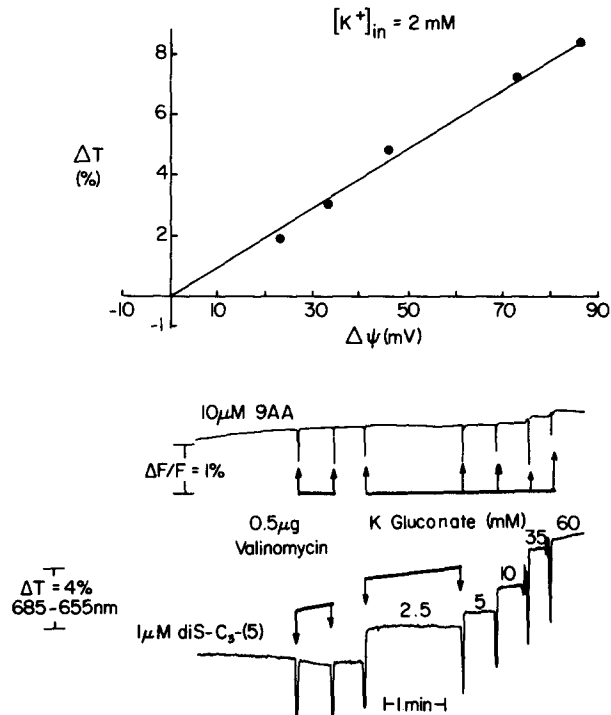 [K⁺]in = 2 mM
8
6
ΔT
(%)
4
2
-10
-1
10
30
50
70
90
Δψ(mV)
10μM 9AA
ΔF/F = 1%
0.5μg
Valinomycin
K Gluconate (mM)
35
60
ΔT = 4%
685-655nm
10
2.5
5
1μM diS-C₃-(5)
1 min